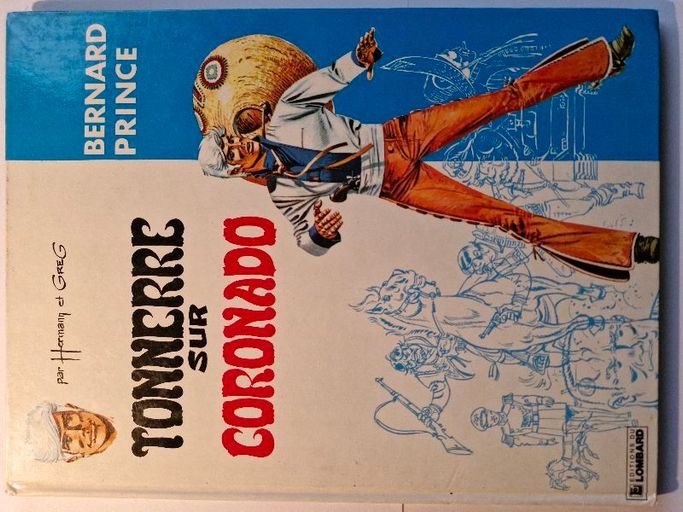 BERNARD
PRINCE
par Hermann et GREG
TONNERRE
SUR
CORONADO
EDITIONS DU
LOMBARD